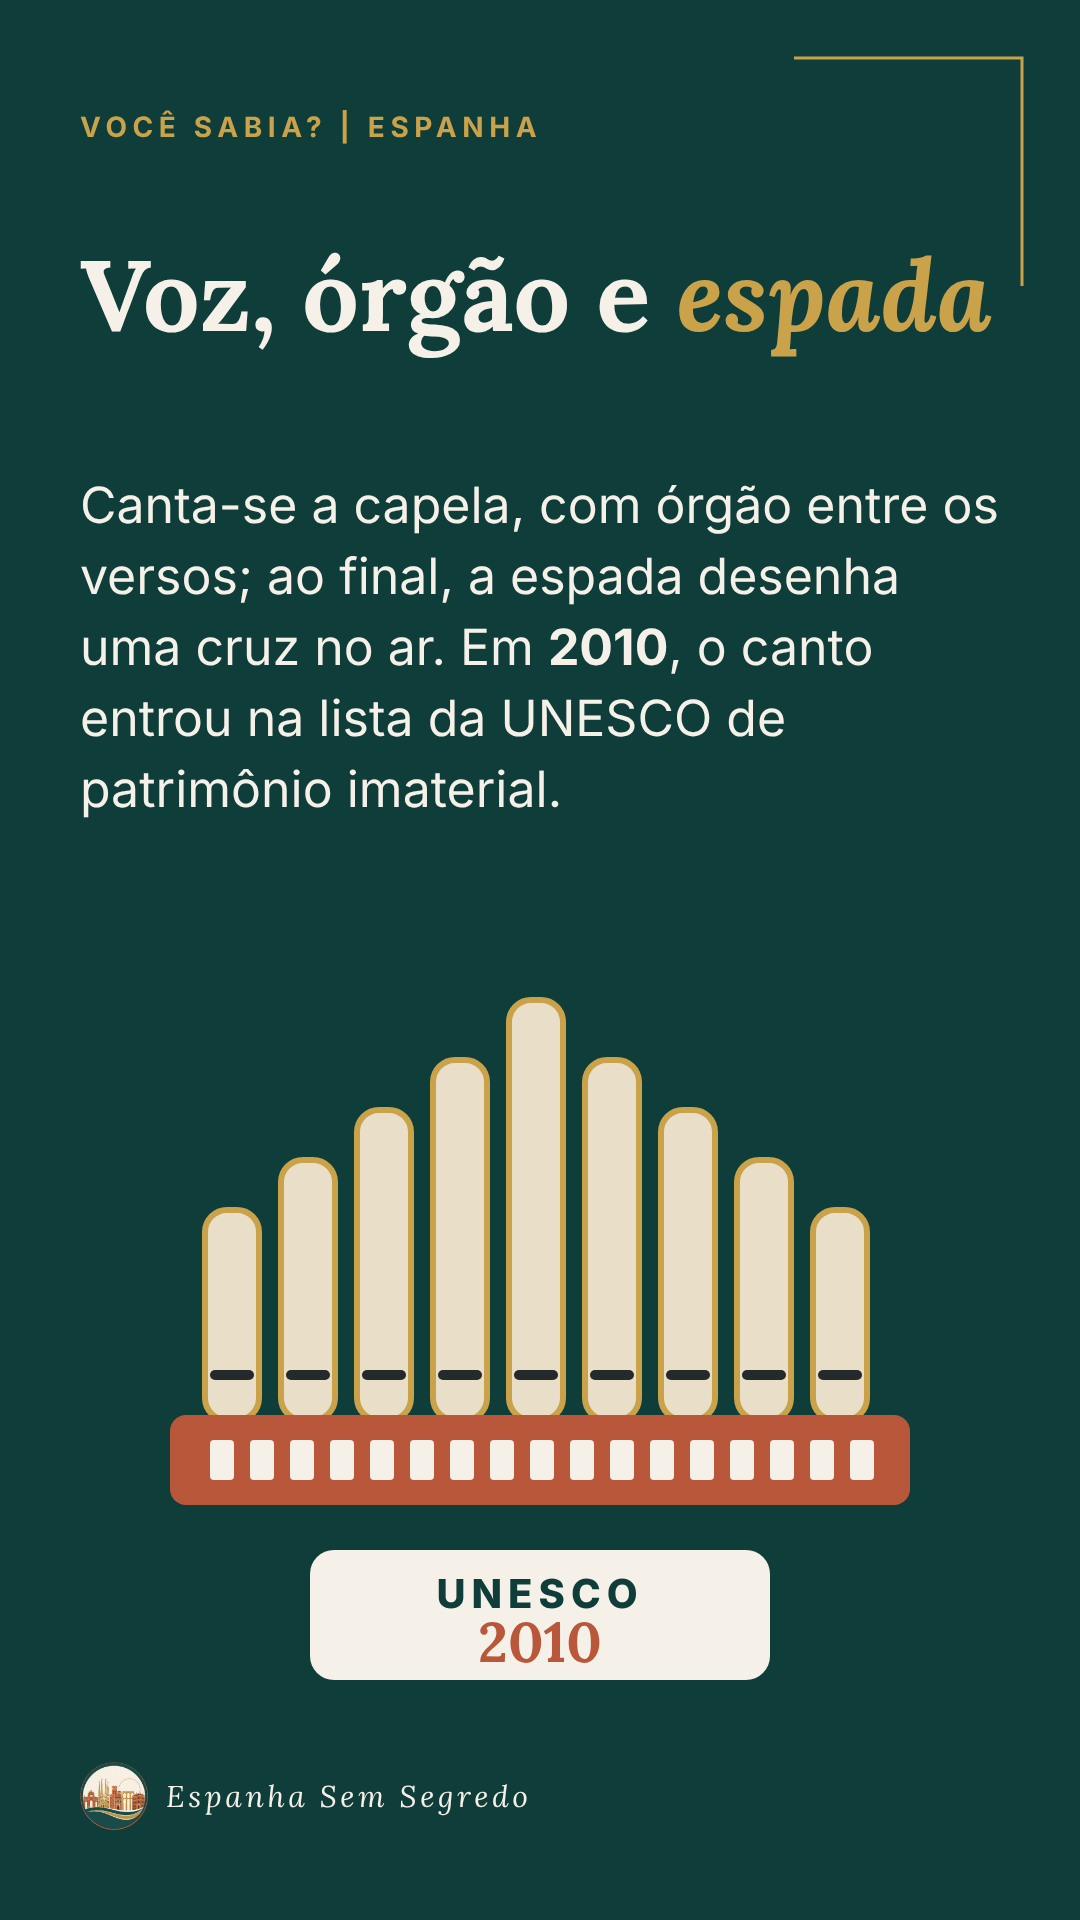 VOCÊ SABIA? | ESPANHA
Voz, órgão e espada
Canta-se a capela, com órgão entre os
versos; ao final, a espada desenha
uma cruz no ar. Em 2010, o canto
entrou na lista da UNESCO de
patrimônio imaterial.
UNESCO
2010
Espanha Sem Segredo